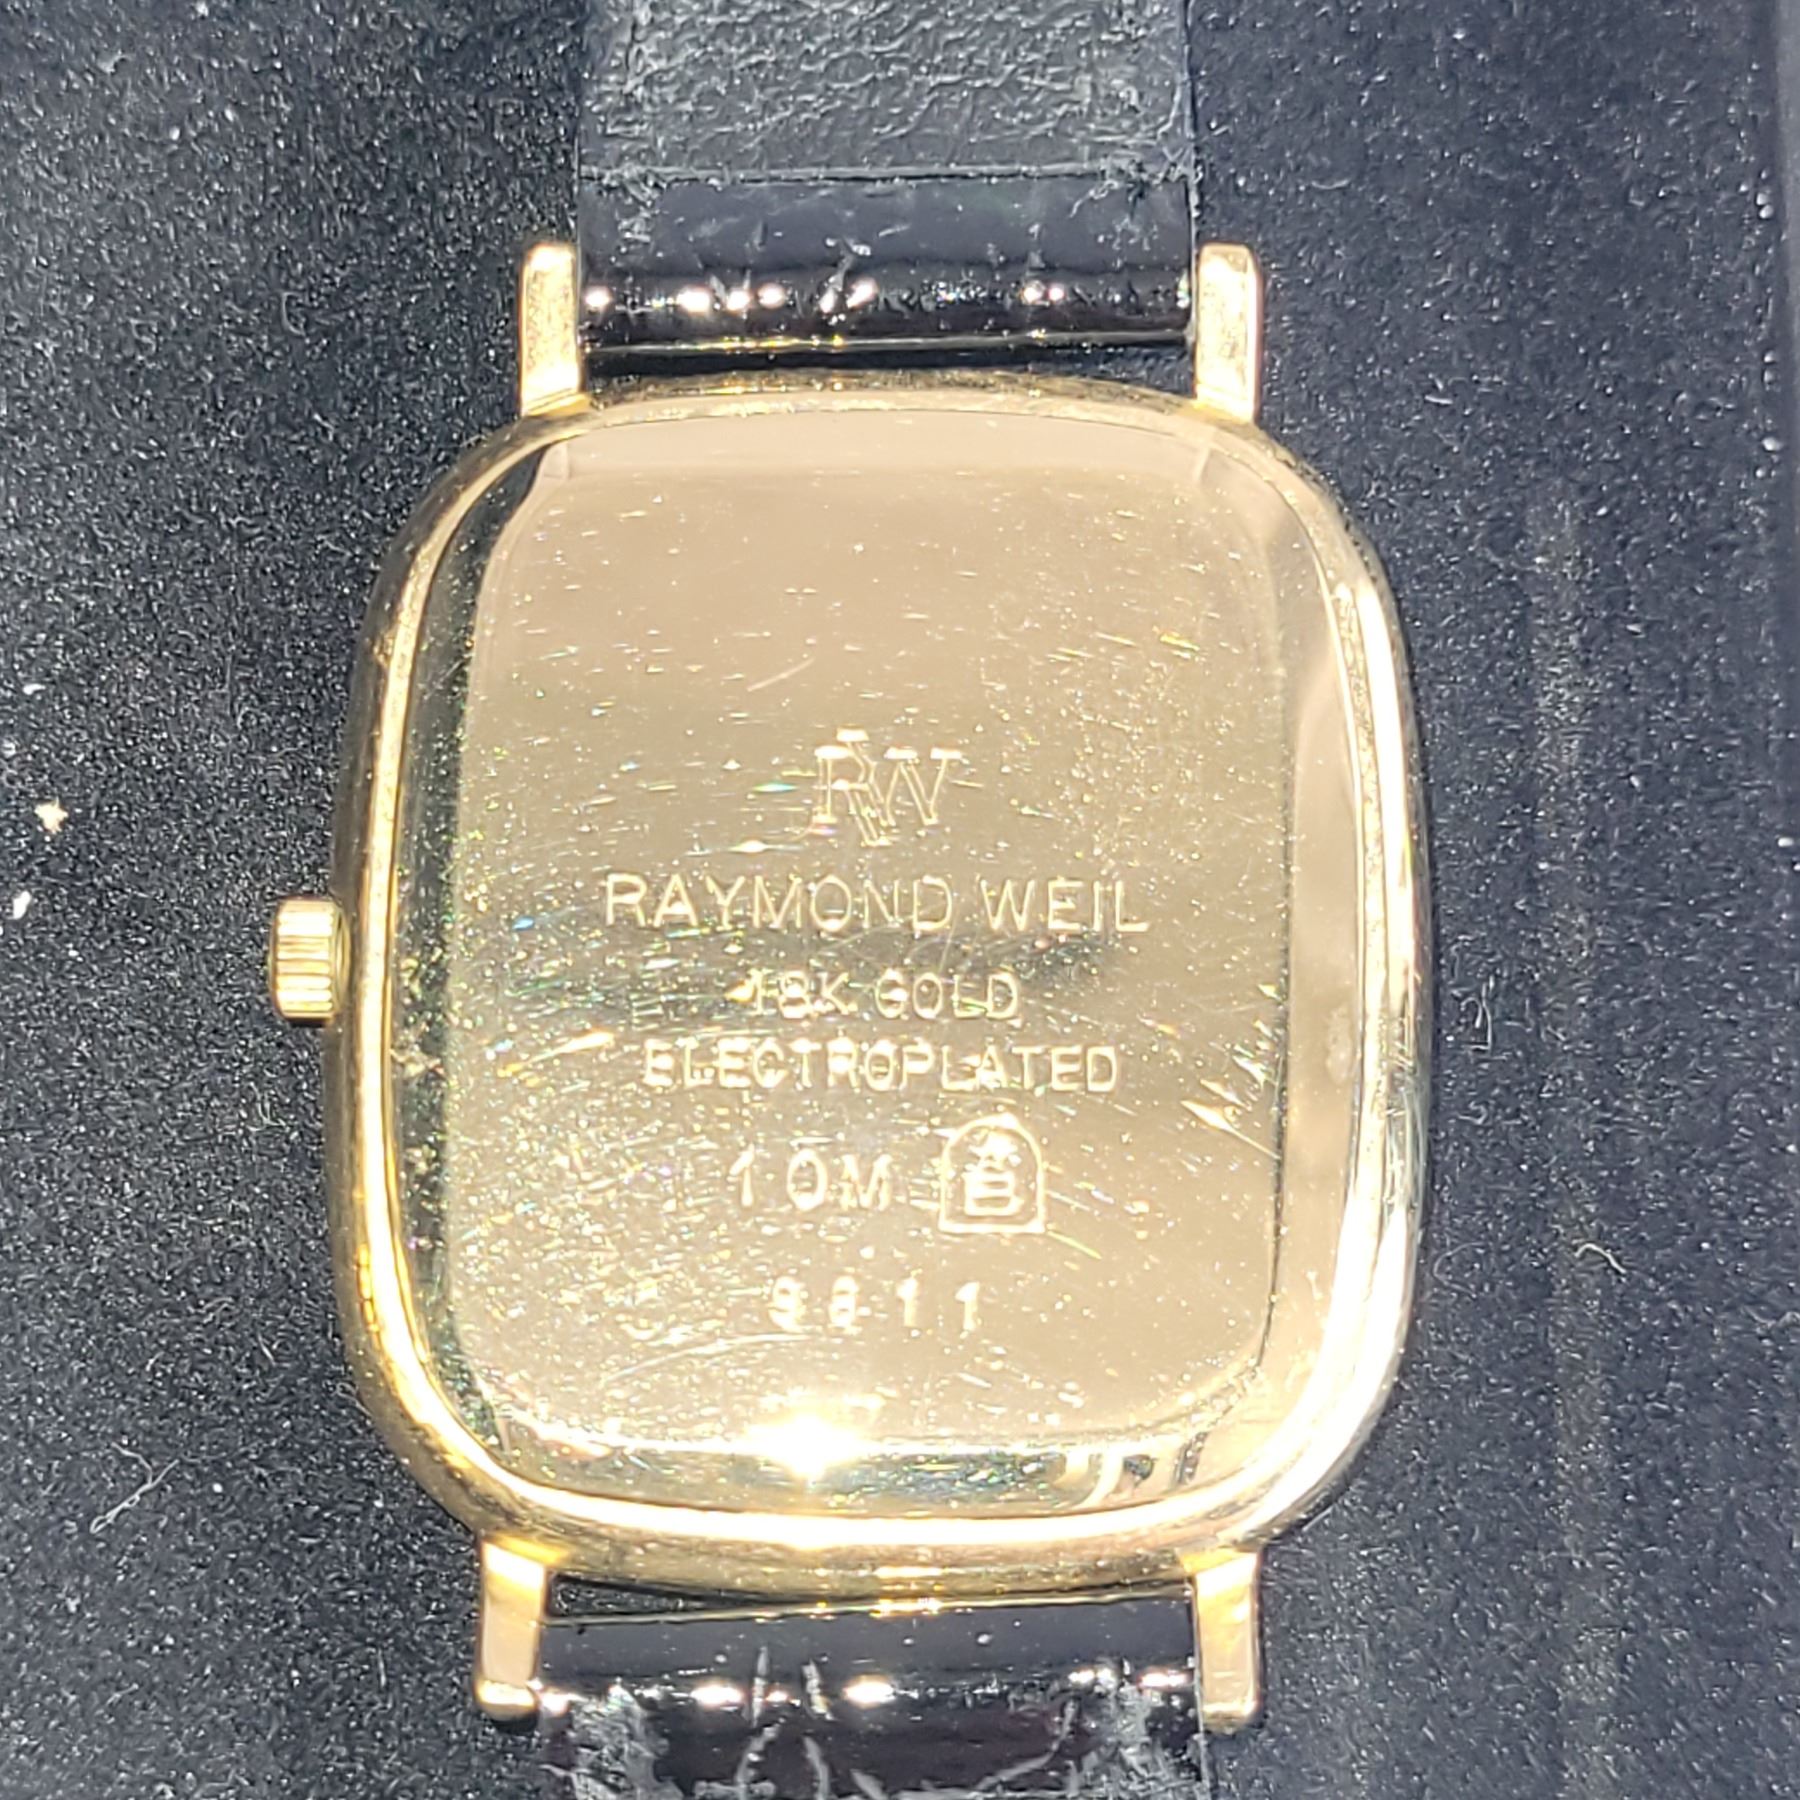 RW
RAYMOND WEIL
18K GOLD
ELECTROPLATED
10M
9811